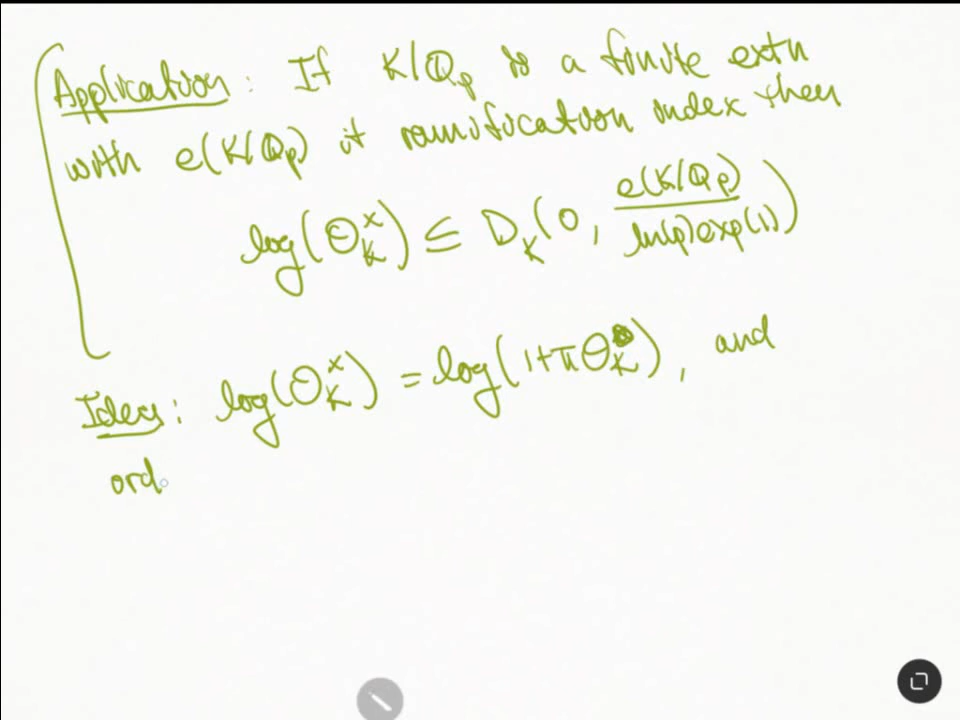 Application: If K/ℚ_p is a finite extn
with e(K/ℚ_p) it ramification index then
log(𝒪_K^×) ⊆ D_K(0, e(K/ℚ_p)/(ln(p)exp(1)))
Idea: log(𝒪_K^×) = log(1+π𝒪_K), and
ord